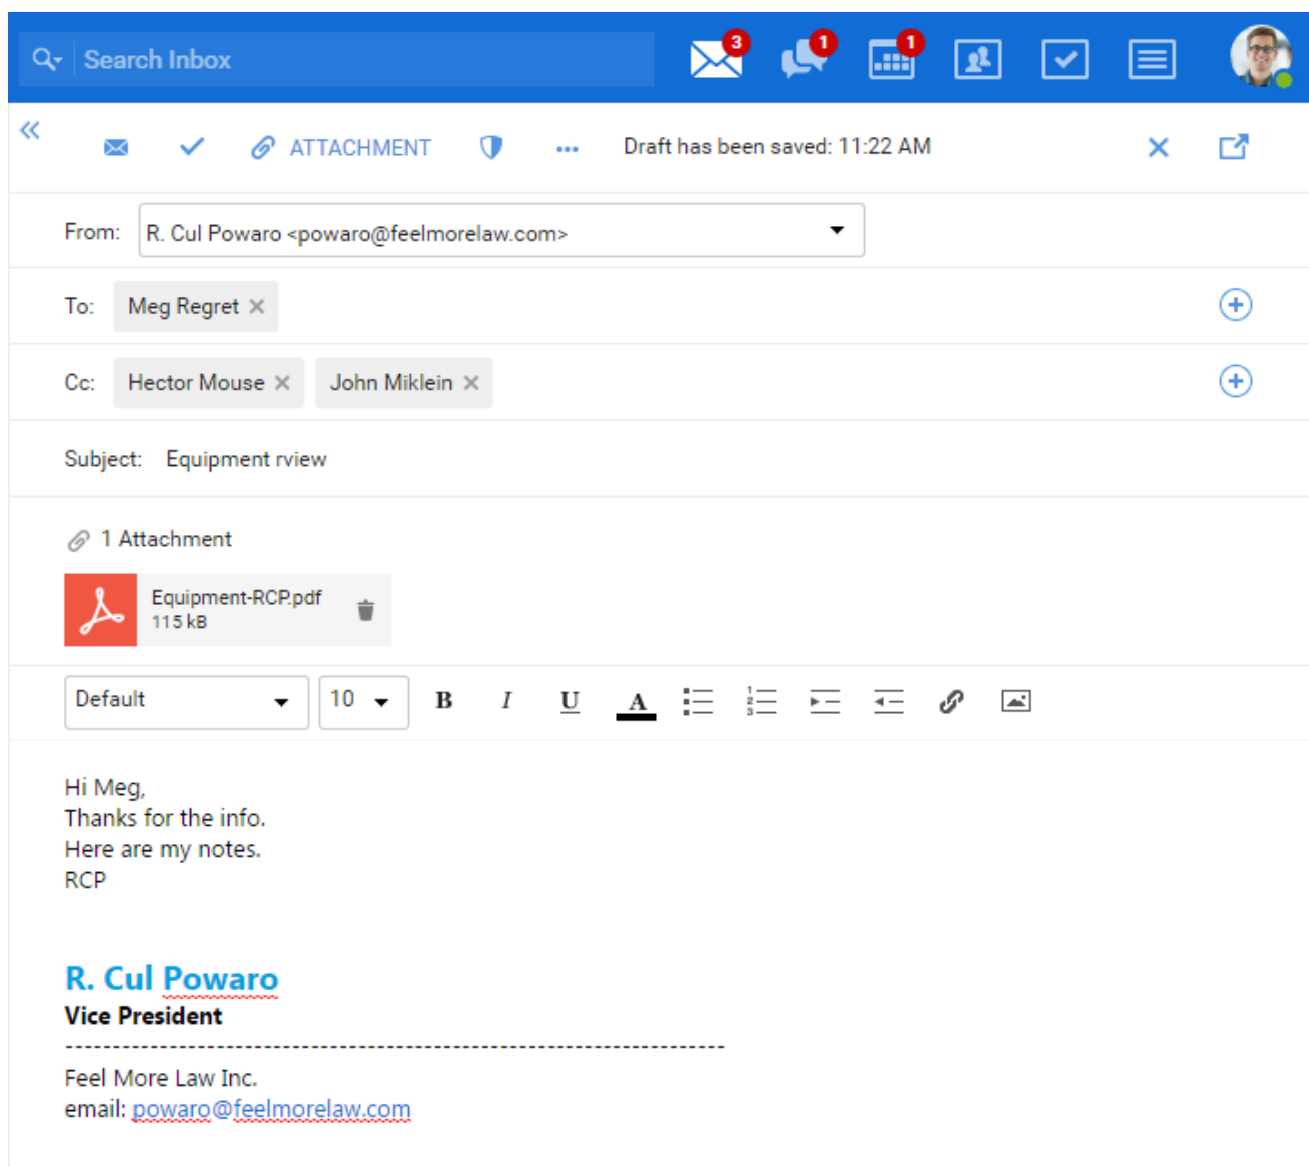 Search Inbox
3
1
1
ATTACHMENT
Draft has been saved: 11:22 AM
From: R. Cul Powaro <powaro@feelmorelaw.com>
To: Meg Regret
Cc: Hector Mouse John Miklein
Subject: Equipment rview
1 Attachment
Equipment-RCP.pdf
115 kB
Default 10 B I U A
Hi Meg,
Thanks for the info.
Here are my notes.
RCP
R. Cul Powaro
Vice President
----------------------------------------------------------------------
Feel More Law Inc.
email: powaro@feelmorelaw.com